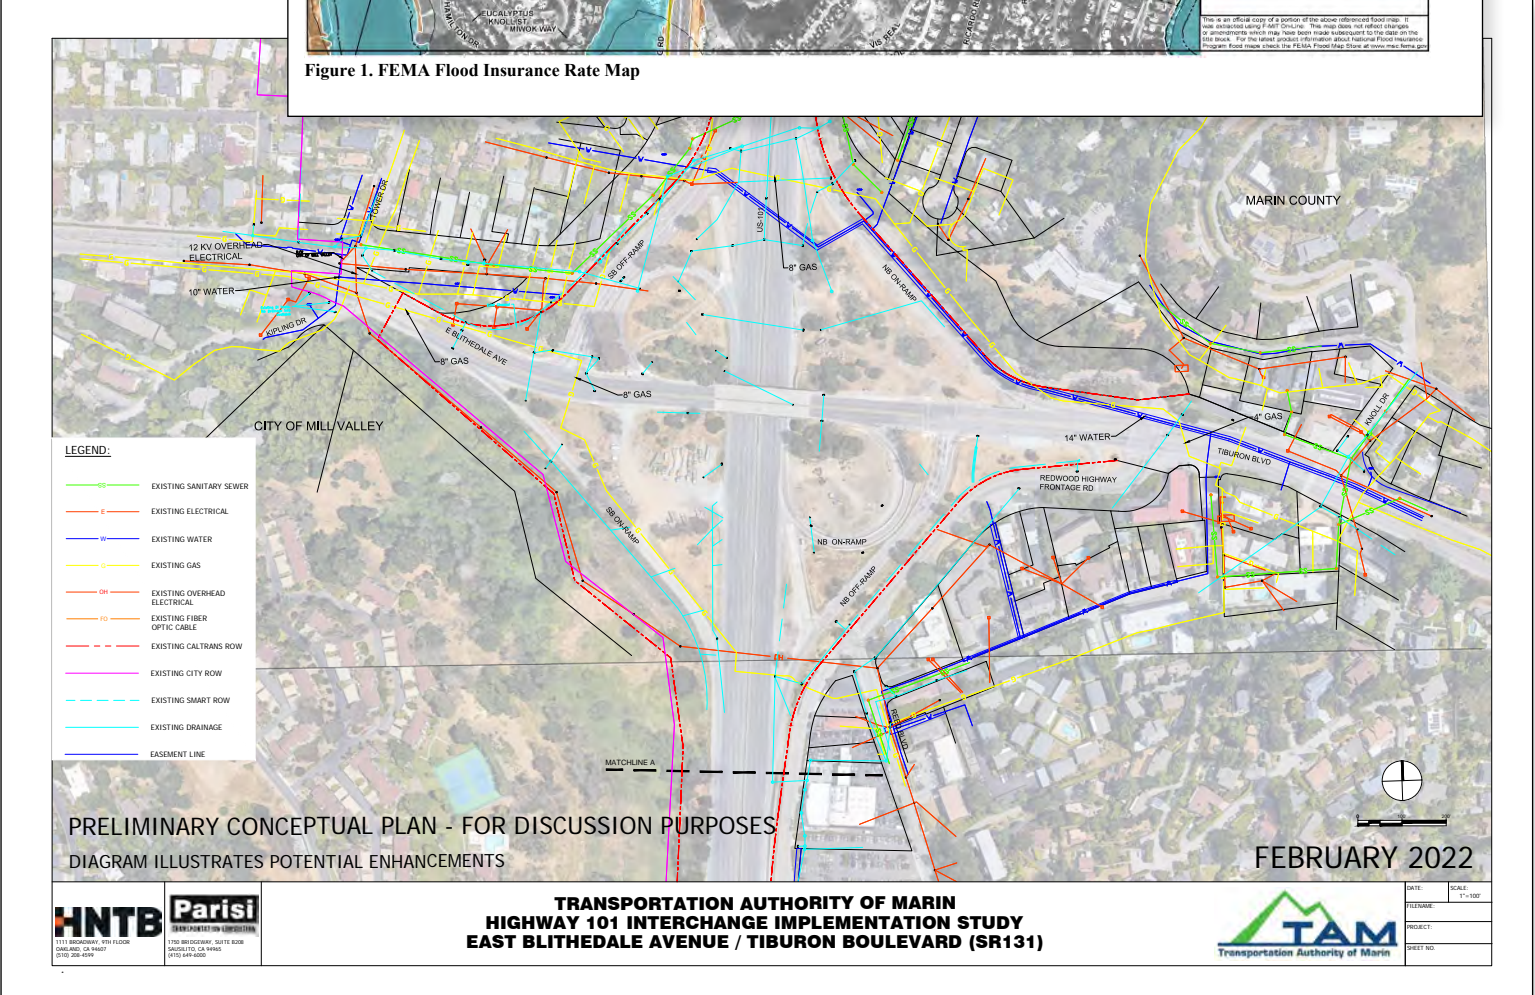 EUCALYPTUS
KNOLL ST
MIWOK WAY
HAMILTON DR
VIS REAL
RICARDO R
This is an official copy of a portion of the above referenced flood map. It
was extracted using F-MIT On-Line. This map does not reflect changes
or amendments which may have been made subsequent to the date on the
title block. For the latest product information about National Flood Insurance
Program flood maps check the FEMA Flood Map Store at www.msc.fema.gov
Figure 1. FEMA Flood Insurance Rate Map
MARIN COUNTY
TOWER DR
12 KV OVERHEAD
ELECTRICAL
10" WATER
KIPLING DR
SB OFF-RAMP
US-101
8" GAS
NB ON-RAMP
E BLITHEDALE AVE
8" GAS
8" GAS
4" GAS
KNOLL DR
14" WATER
TIBURON BLVD
CITY OF MILL VALLEY
REDWOOD HIGHWAY
FRONTAGE RD
SB ON-RAMP
NB ON-RAMP
NB OFF-RAMP
OH
MATCHLINE A
LEGEND:
SS EXISTING SANITARY SEWER
E EXISTING ELECTRICAL
W EXISTING WATER
G EXISTING GAS
OH EXISTING OVERHEAD
ELECTRICAL
FO EXISTING FIBER
OPTIC CABLE
EXISTING CALTRANS ROW
EXISTING CITY ROW
EXISTING SMART ROW
EXISTING DRAINAGE
EASEMENT LINE
PRELIMINARY CONCEPTUAL PLAN - FOR DISCUSSION PURPOSES
DIAGRAM ILLUSTRATES POTENTIAL ENHANCEMENTS
FEBRUARY 2022
HNTB
1111 BROADWAY, 9TH FLOOR
OAKLAND, CA 94607
(510) 208-4599
Parisi
TRANSPORTATION CONSULTING
1750 BRIDGEWAY, SUITE B208
SAUSILITO, CA 94965
(415) 649-6000
TRANSPORTATION AUTHORITY OF MARIN
HIGHWAY 101 INTERCHANGE IMPLEMENTATION STUDY
EAST BLITHEDALE AVENUE / TIBURON BOULEVARD (SR131)
TAM
Transportation Authority of Marin
DATE:
SCALE:
1"=100'
FILENAME:
PROJECT:
SHEET NO.